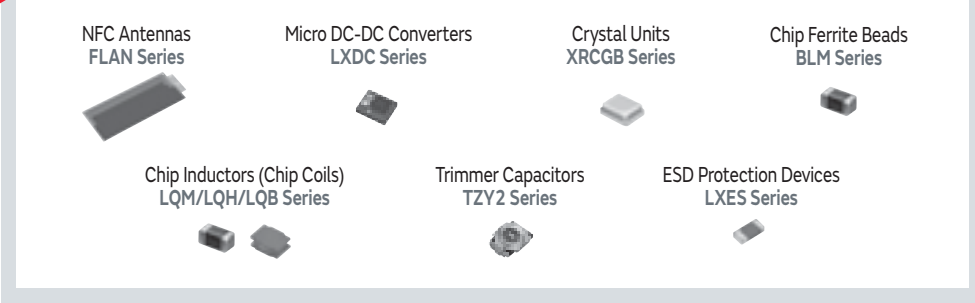 NFC Antennas
FLAN Series
Micro DC-DC Converters
LXDC Series
Crystal Units
XRCGB Series
Chip Ferrite Beads
BLM Series
Chip Inductors (Chip Coils)
LQM/LQH/LQB Series
Trimmer Capacitors
TZY2 Series
ESD Protection Devices
LXES Series